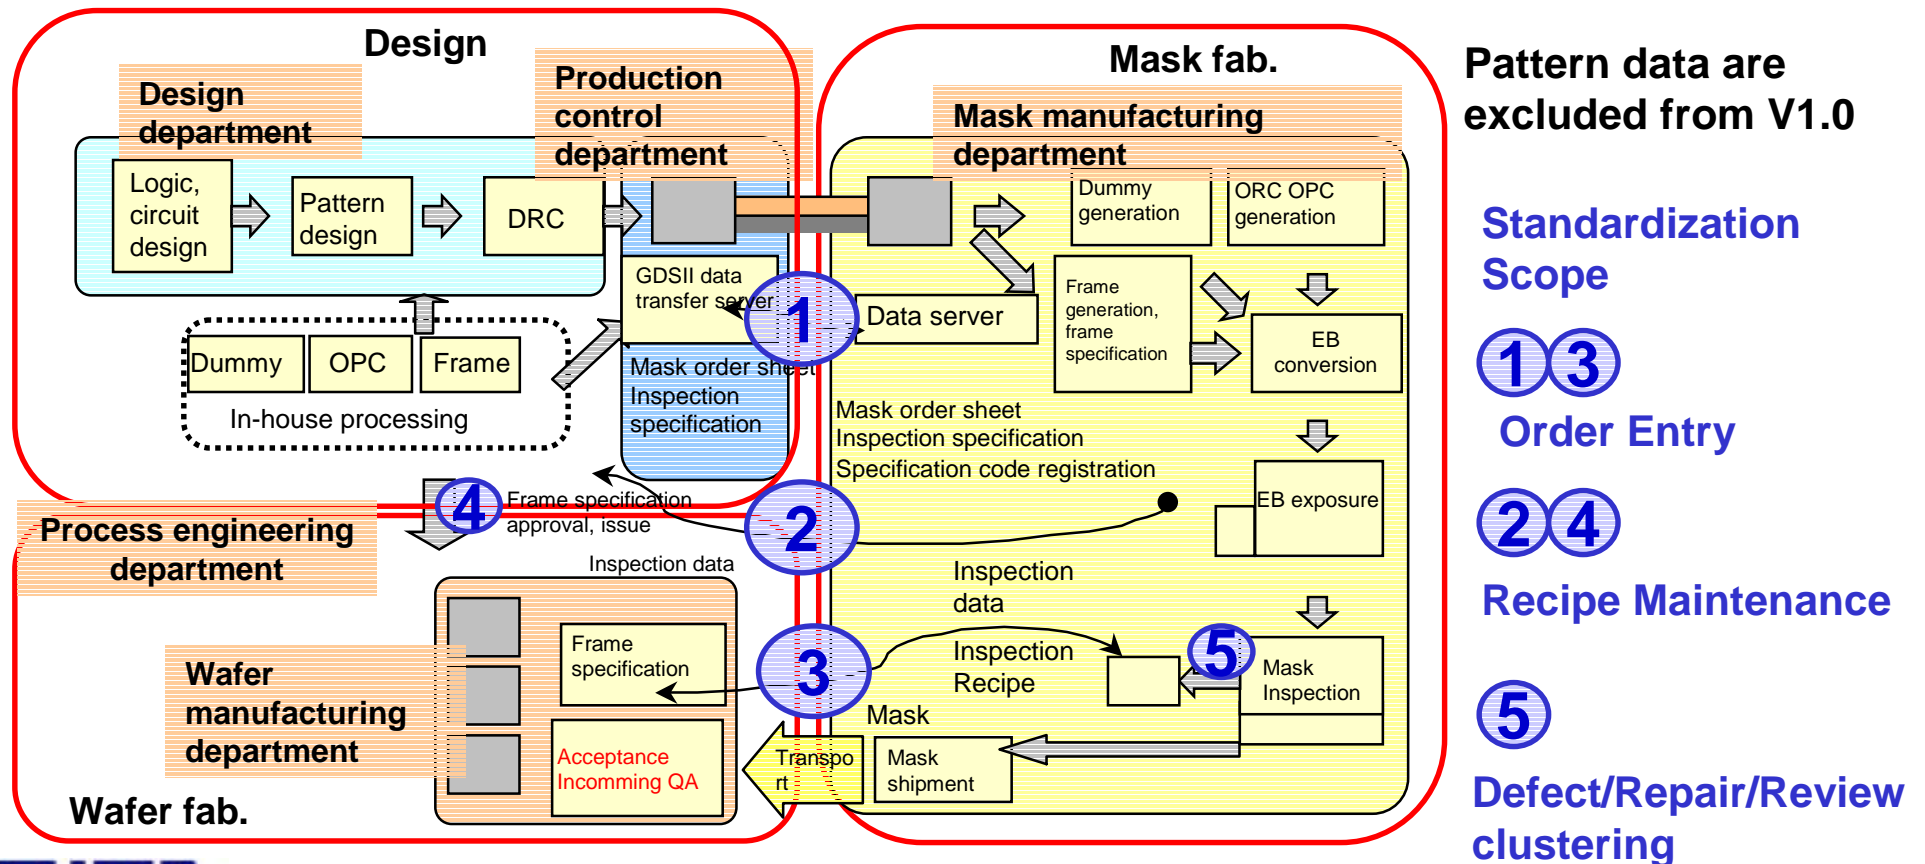 Design
Mask fab.
Pattern data are
excluded from V1.0
Design
department
Production
control
department
Mask manufacturing
department
Logic,
circuit
design
Pattern
design
DRC
Dummy
generation
ORC OPC
generation
Standardization
Scope
GDSII data
transfer server
1
Data server
Frame
generation,
frame
specification
EB
conversion
Dummy
OPC
Frame
In-house processing
Mask order sheet
Inspection
specification
1 3
Order Entry
Mask order sheet
Inspection specification
Specification code registration
4
Frame specification
approval, issue
2
EB exposure
2 4
Recipe Maintenance
Process engineering
department
Inspection data
Inspection
data
Frame
specification
3
Inspection
Recipe
5
Mask
Inspection
Wafer
manufacturing
department
Mask
5
Acceptance
Incomming QA
Transpo
rt
Mask
shipment
Wafer fab.
Defect/Repair/Review
clustering